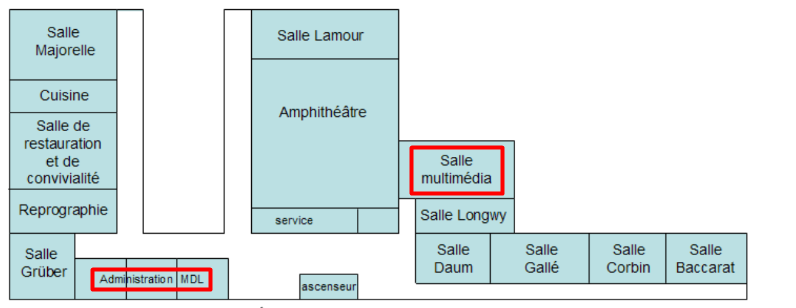 Salle
Majorelle
Cuisine
Salle de
restauration
et de
convivialité
Reprographie
Salle
Grüber
Administration MDL
Salle Lamour
Amphithéâtre
service
ascenseur
Salle
multimédia
Salle Longwy
Salle
Daum
Salle
Gallé
Salle
Corbin
Salle
Baccarat